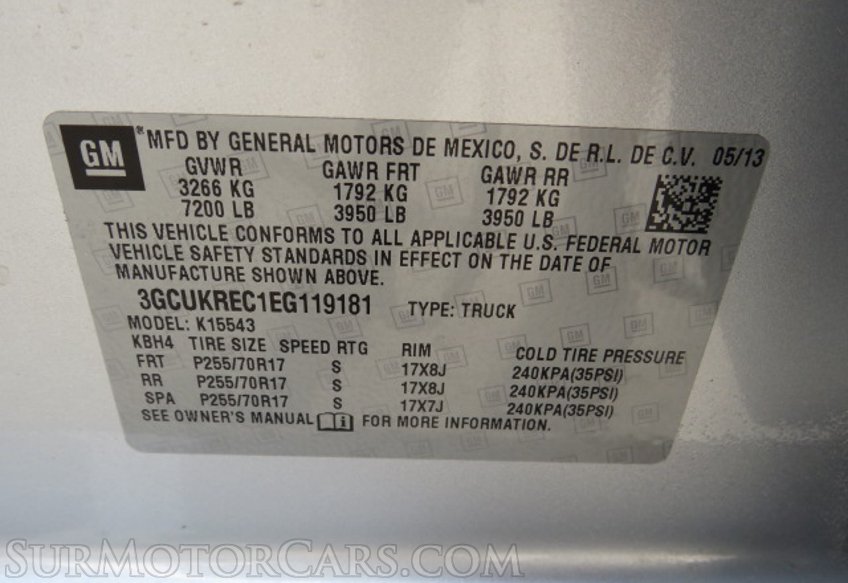 GM
® MFD BY GENERAL MOTORS DE MEXICO, S. DE R.L. DE C.V. 05/13
GVWR GAWR FRT GAWR RR
3266 KG 1792 KG 1792 KG
7200 LB 3950 LB 3950 LB
THIS VEHICLE CONFORMS TO ALL APPLICABLE U.S. FEDERAL MOTOR
VEHICLE SAFETY STANDARDS IN EFFECT ON THE DATE OF
MANUFACTURE SHOWN ABOVE.
3GCUKREC1EG119181 TYPE: TRUCK
MODEL: K15543
KBH4 TIRE SIZE SPEED RTG RIM COLD TIRE PRESSURE
FRT P255/70R17 S 17X8J 240KPA(35PSI)
RR P255/70R17 S 17X8J 240KPA(35PSI)
SPA P255/70R17 S 17X7J 240KPA(35PSI)
SEE OWNER'S MANUAL i FOR MORE INFORMATION.
SURMOTORCARS.COM